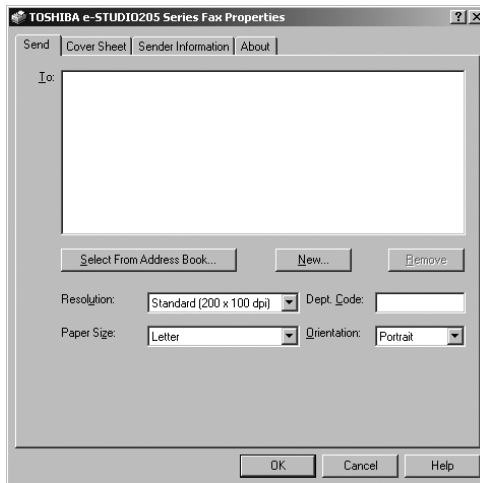 TOSHIBA e-STUDIO205 Series Fax Properties
Send Cover Sheet Sender Information About
To:
Select From Address Book... New... Remove
Resolution: Standard (200 x 100 dpi) Dept. Code:
Paper Size: Letter Orientation: Portrait
OK Cancel Help